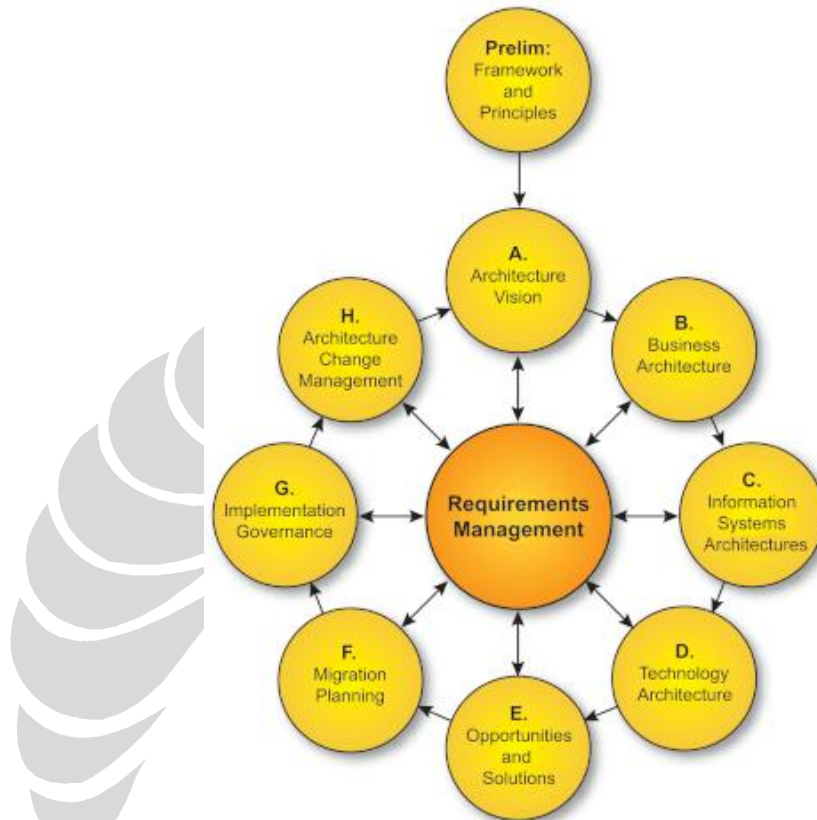 Prelim:
Framework
and
Principles
A.
Architecture
Vision
H.
Architecture
Change
Management
B.
Business
Architecture
G.
Implementation
Governance
Requirements
Management
C.
Information
Systems
Architectures
F.
Migration
Planning
D.
Technology
Architecture
E.
Opportunities
and
Solutions